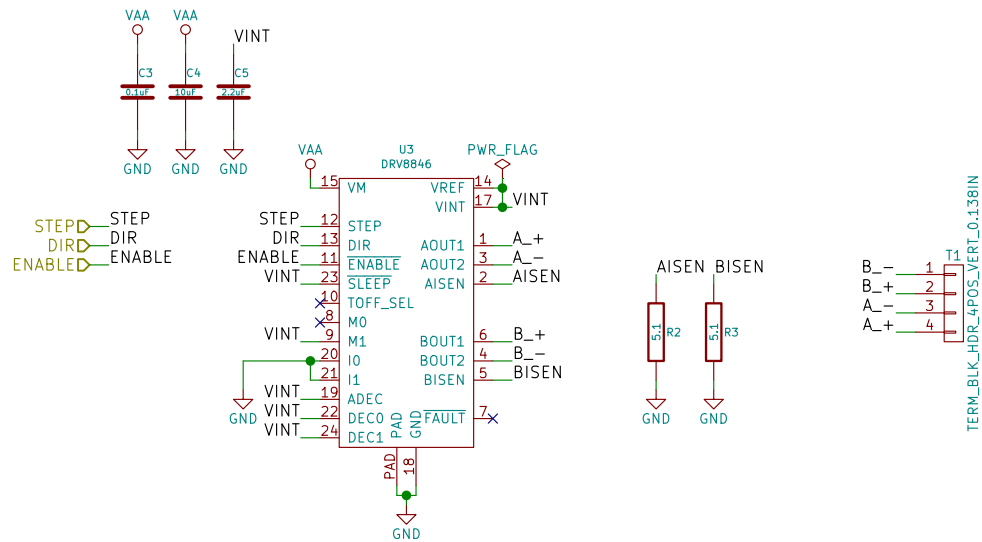 VAA
VAA
VINT
C3
C4
C5
0.1uF
10uF
2.2uF
GND
GND
GND
STEP
STEP
DIR
DIR
ENABLE
ENABLE
VAA
U3
DRV8846
PWR_FLAG
15 VM
VREF 14
VINT 17
VINT
STEP 12 STEP
DIR 13 DIR
ENABLE 11 ENABLE
VINT 23 SLEEP
10 TOFF_SEL
8 M0
VINT 9 M1
20 I0
21 I1
VINT 19 ADEC
VINT 22 DEC0
VINT 24 DEC1
AOUT1 1 A_+
AOUT2 3 A_-
AISEN 2 AISEN
BOUT1 6 B_+
BOUT2 4 B_-
BISEN 5 BISEN
FAULT 7
PAD
GND
PAD
18
GND
GND
AISEN
BISEN
5.1
R2
5.1
R3
GND
GND
T1
B_- 1
B_+ 2
A_- 3
A_+ 4
TERM_BLK_HDR_4POS_VERT_0.138IN